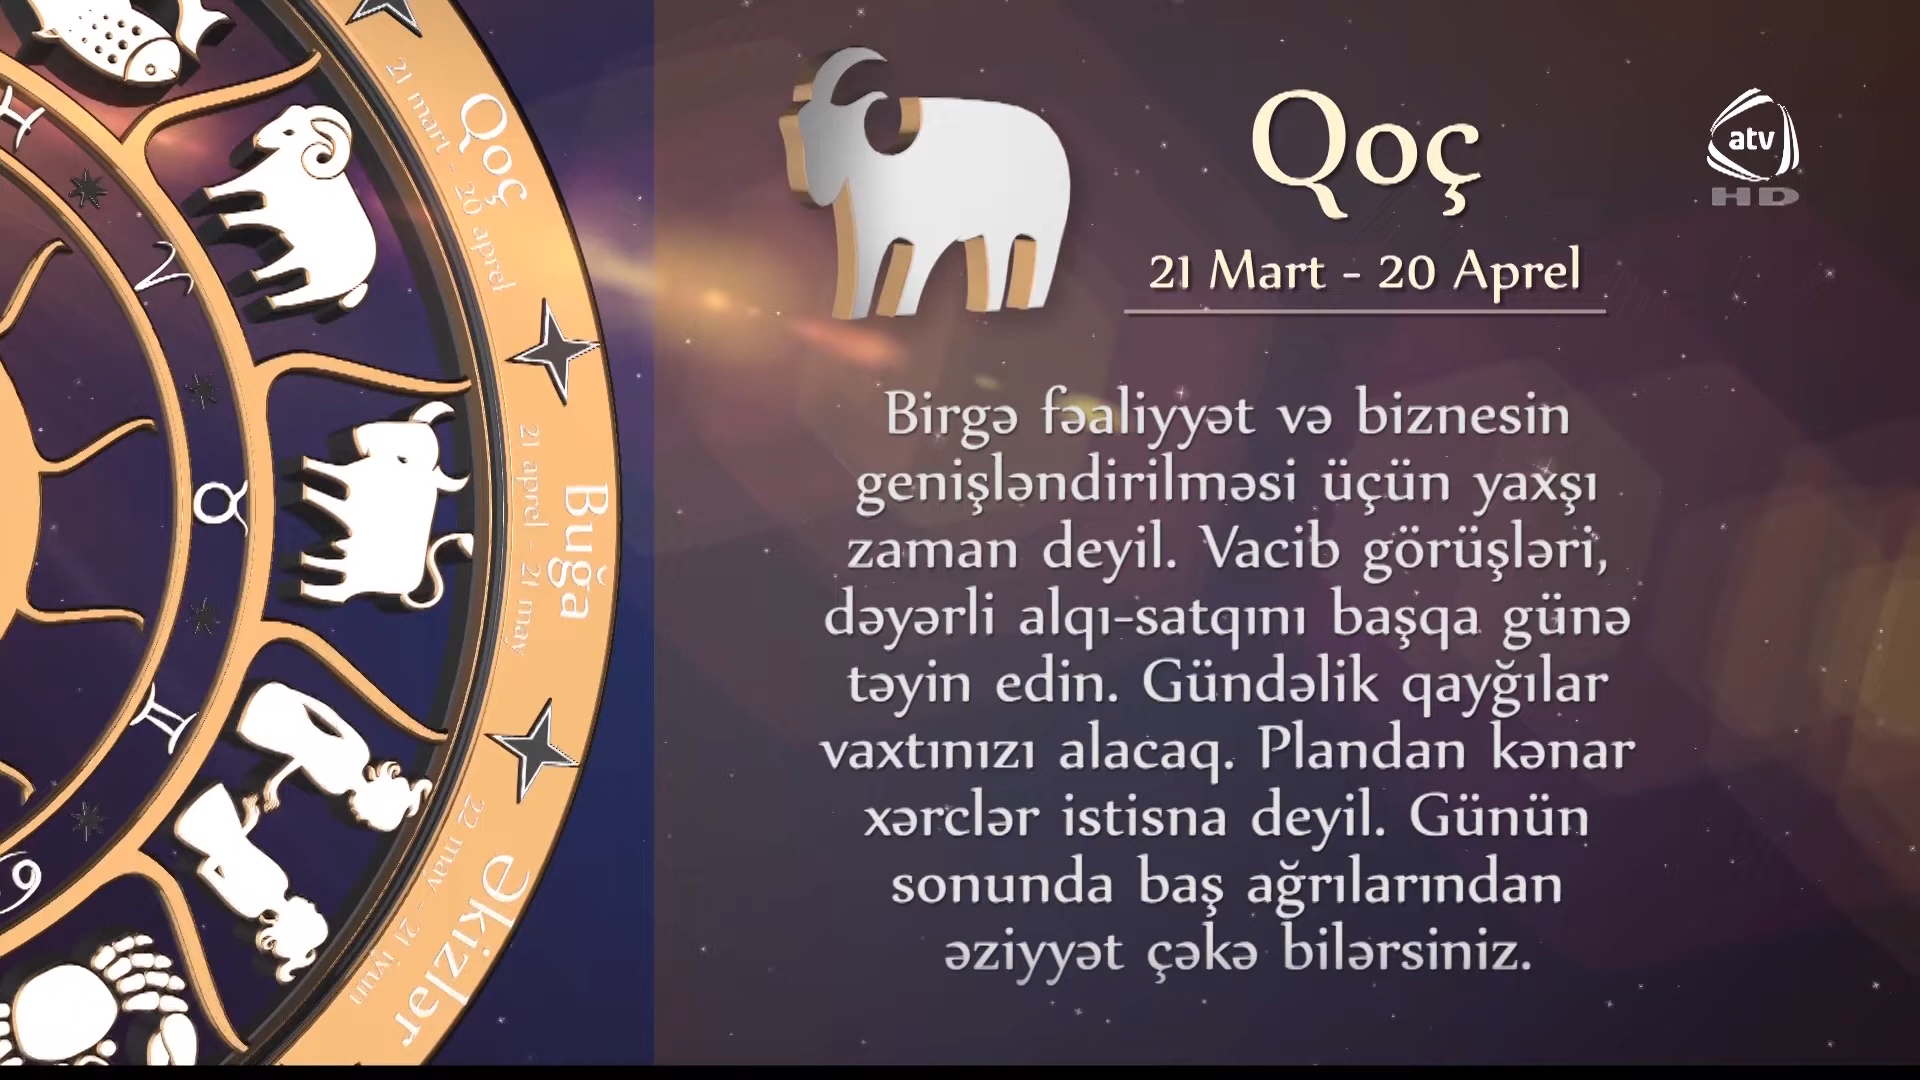 Qoç
21 mart - 20 aprel
Buğa
21 aprel - 21 may
Əkizlər
22 may - 21 iyun
Qoç
21 Mart - 20 Aprel
atv
HD
Birgə fəaliyyət və biznesin
genişləndirilməsi üçün yaxşı
zaman deyil. Vacib görüşləri,
dəyərli alqı-satqını başqa günə
təyin edin. Gündəlik qayğılar
vaxtınızı alacaq. Plandan kənar
xərclər istisna deyil. Günün
sonunda baş ağrılarından
əziyyət çəkə bilərsiniz.